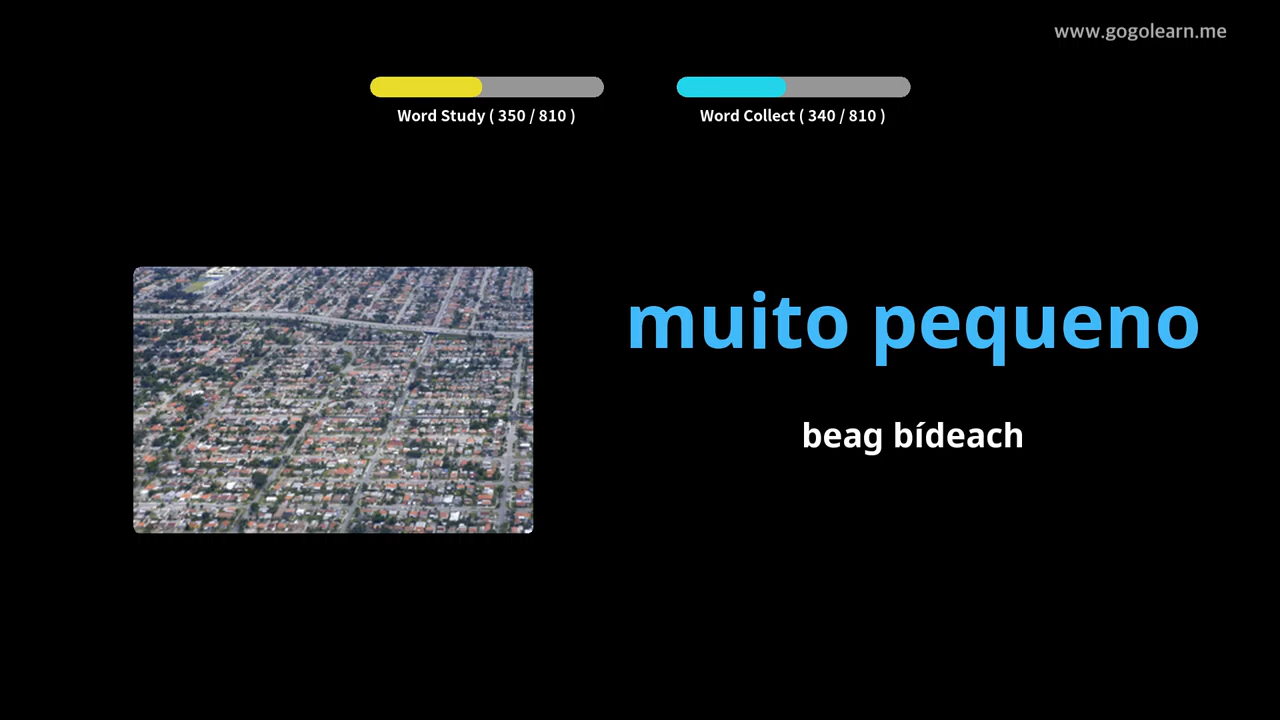 www.gogolearn.me
Word Study ( 350 / 810 )
Word Collect ( 340 / 810 )
muito pequeno
beag bídeach